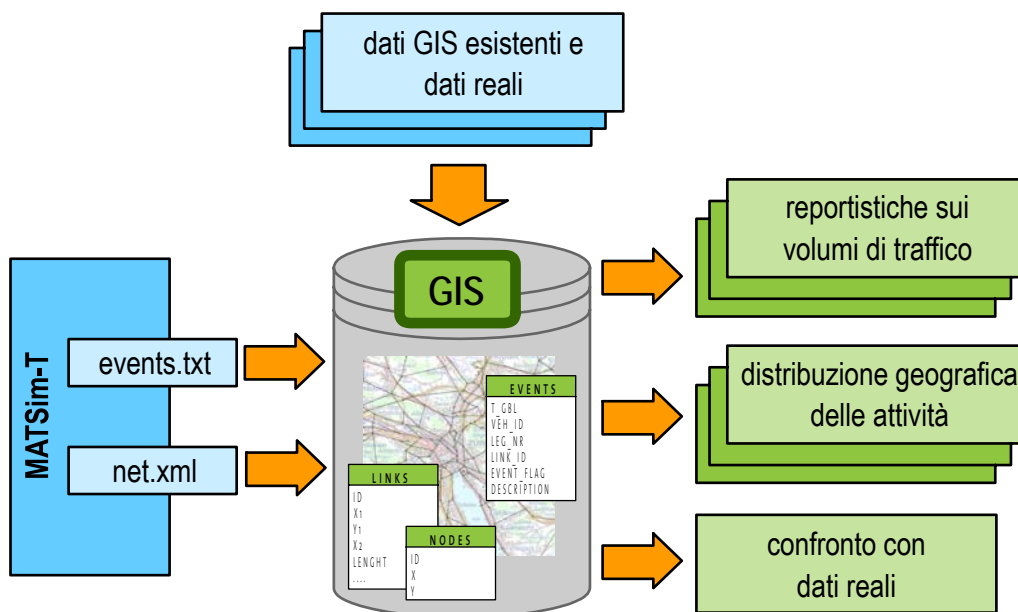 dati GIS esistenti e
dati reali
MATSim-T
events.txt
net.xml
GIS
EVENTS
T_GBL
VEH_ID
LEG_NR
LINK_ID
EVENT_FLAG
DESCRIPTION
LINKS
ID
X1
Y1
X2
LENGHT
....
NODES
ID
X
Y
reportistiche sui
volumi di traffico
distribuzione geografica
delle attività
confronto con
dati reali